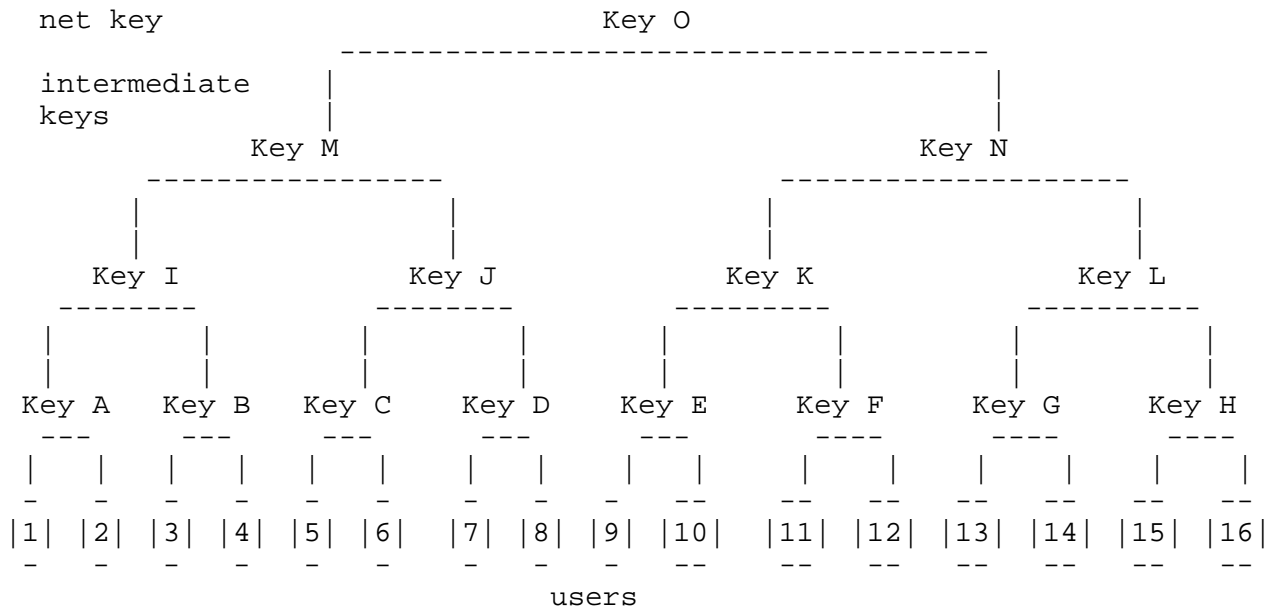 net key Key O
intermediate
keys
Key M Key N
Key I Key J Key K Key L
Key A Key B Key C Key D Key E Key F Key G Key H
|1| |2| |3| |4| |5| |6| |7| |8| |9| |10| |11| |12| |13| |14| |15| |16|
users